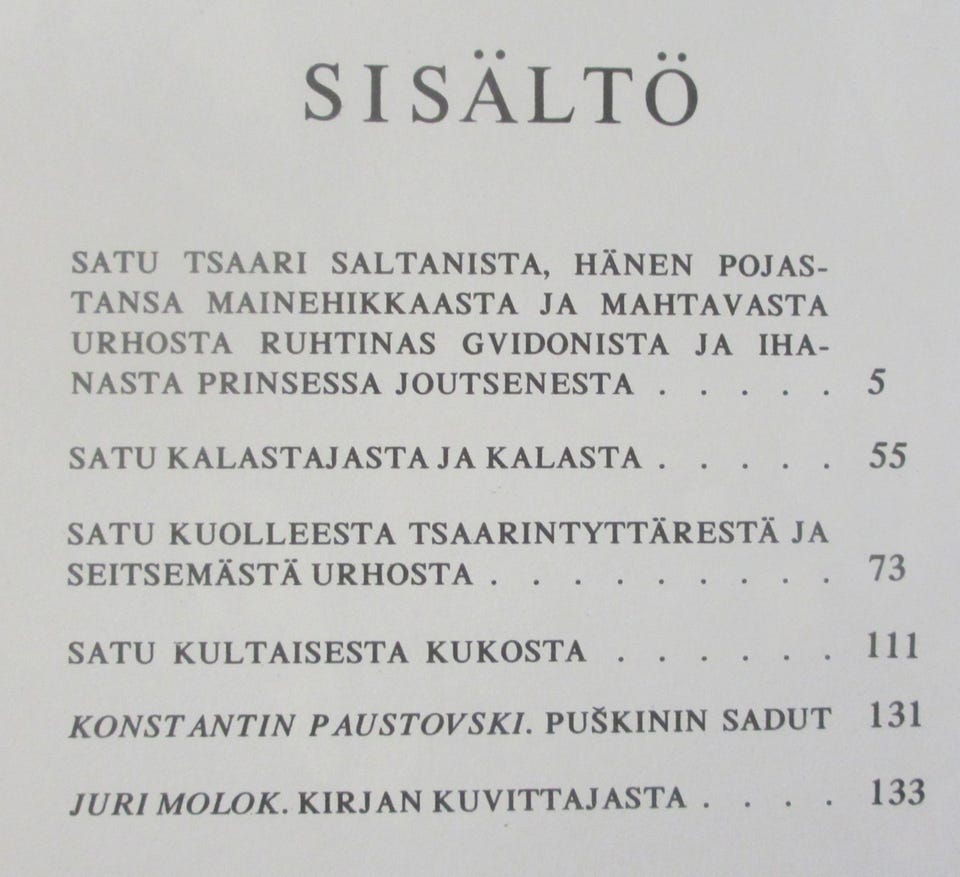 SISÄLTÖ
SATU TSAARI SALTANISTA, HÄNEN POJAS-
TANSA MAINEHIKKAASTA JA MAHTAVASTA
URHOSTA RUHTINAS GVIDONISTA JA IHA-
NASTA PRINSESSA JOUTSENESTA . . . . . 5
SATU KALASTAJASTA JA KALASTA . . . . . 55
SATU KUOLLEESTA TSAARINTYTTÄRESTÄ JA
SEITSEMÄSTÄ URHOSTA . . . . . . . . . 73
SATU KULTAISESTA KUKOSTA . . . . . . 111
KONSTANTIN PAUSTOVSKI. PUŠKININ SADUT 131
JURI MOLOK. KIRJAN KUVITTAJASTA . . . . 133